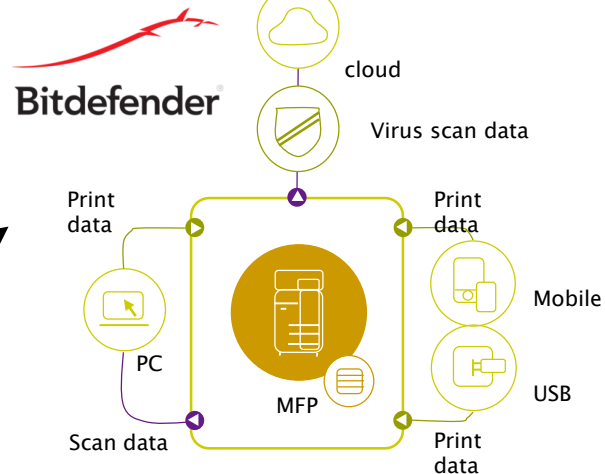 cloud
Bitdefender®
Virus scan data
Print
data
Print
data
Mobile
PC
MFP
USB
Scan data
Print
data